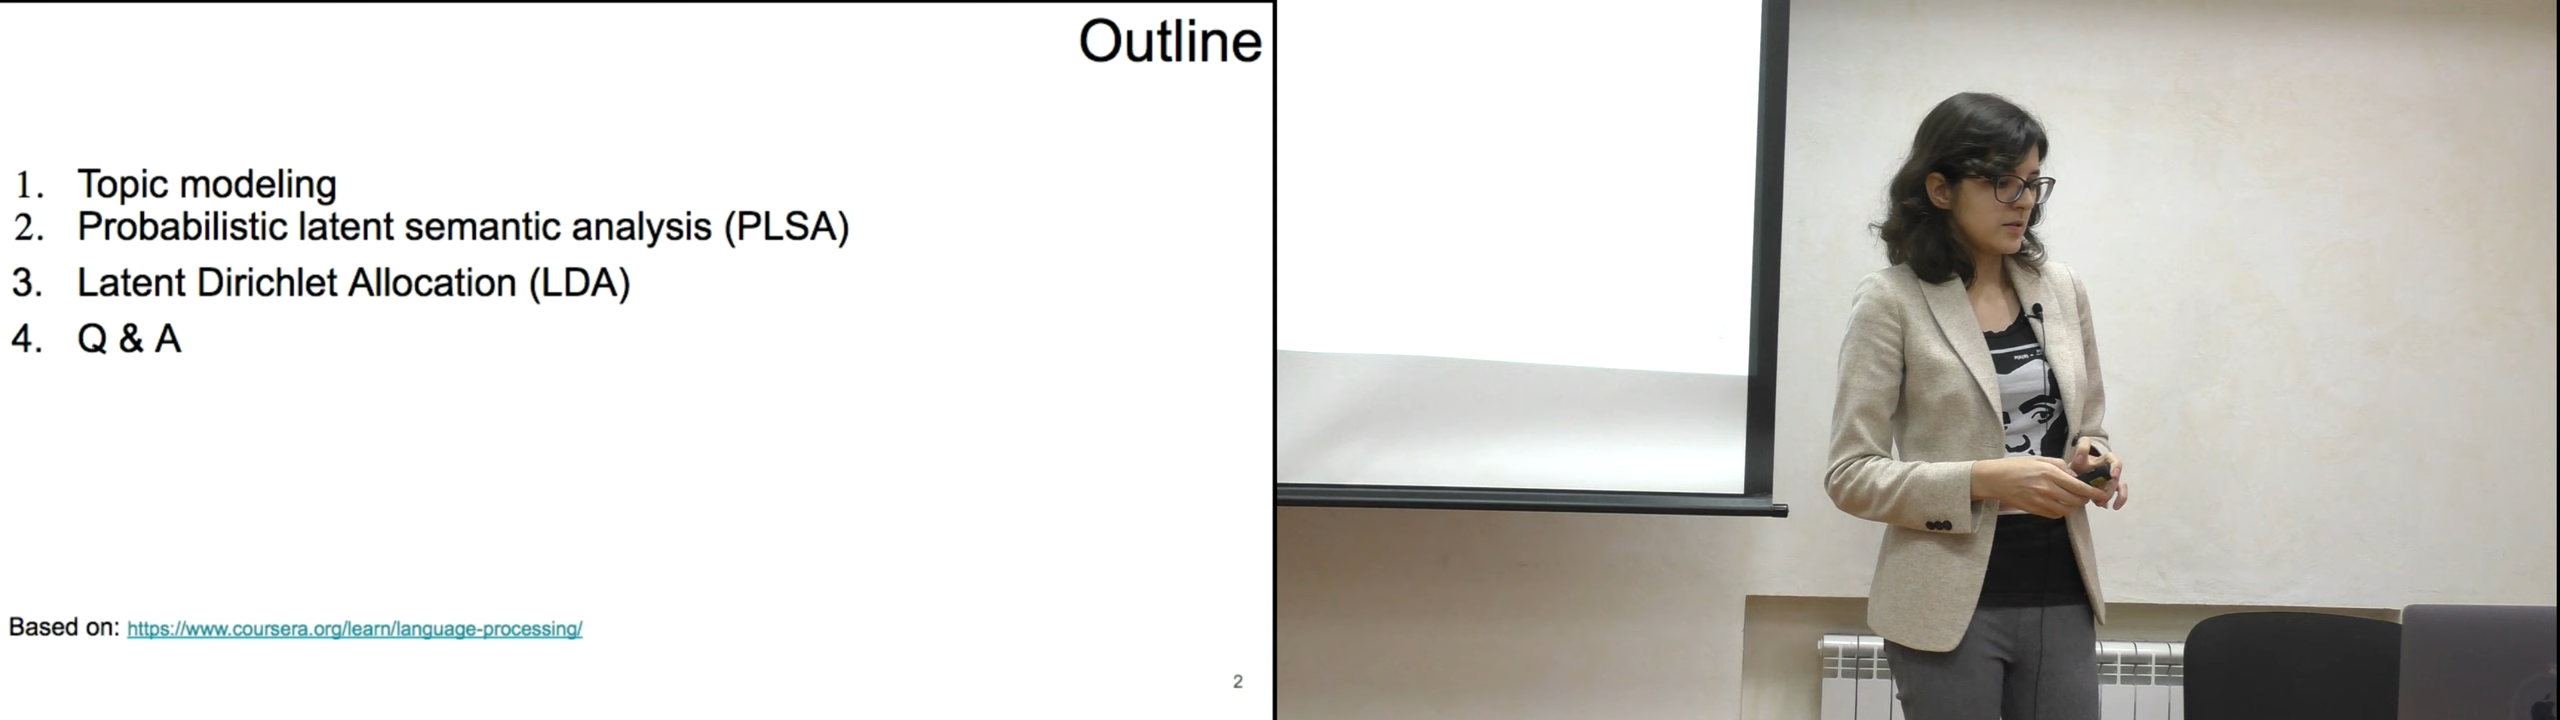 Outline
1. Topic modeling
2. Probabilistic latent semantic analysis (PLSA)
3. Latent Dirichlet Allocation (LDA)
4. Q & A
Based on: https://www.coursera.org/learn/language-processing/
2